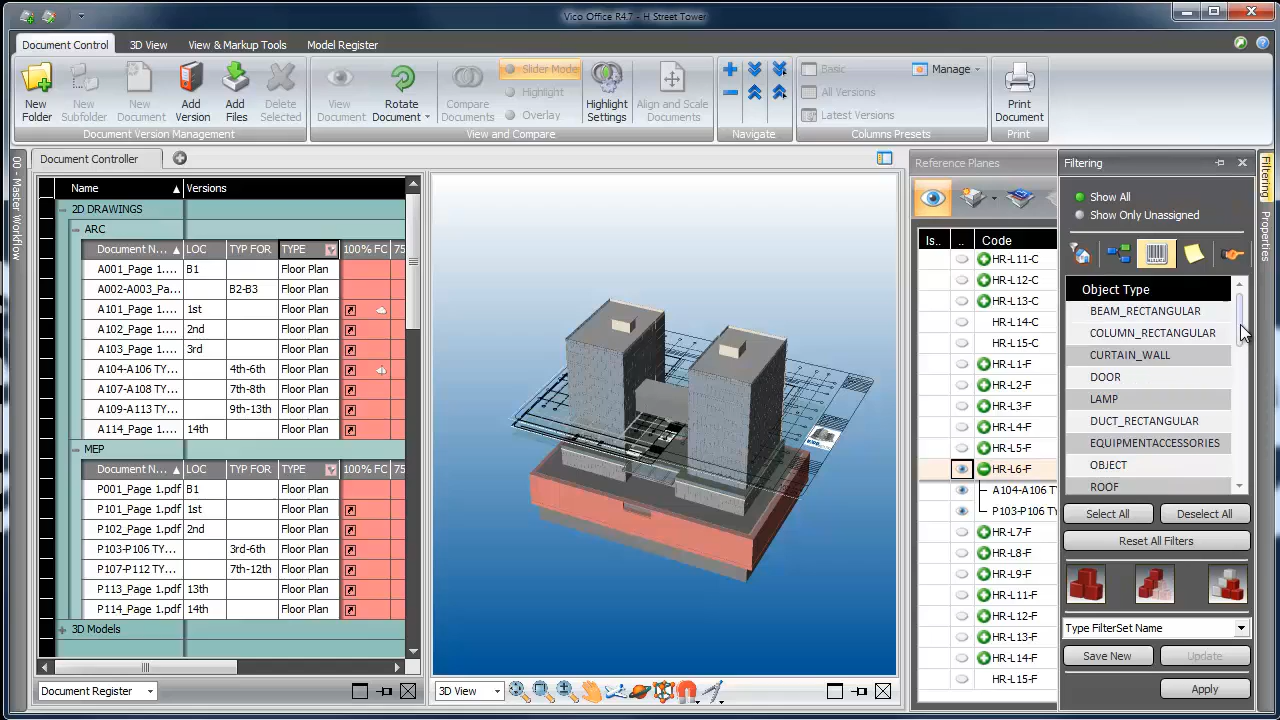 Vico Office R4.7 - H Street Tower
Document Control
3D View
View & Markup Tools
Model Register
New Folder
New Subfolder
New Document
Add Version
Add Files
Delete Selected
Document Version Management
View Document
Rotate Document
Compare Documents
Slider Mode
Highlight
Overlay
Highlight Settings
Align and Scale Documents
View and Compare
Navigate
Basic
All Versions
Latest Versions
Manage
Columns Presets
Print Document
Print
00 - Master Workflow
Document Controller
Name Versions
2D DRAWINGS
ARC
Document N... LOC TYP FOR TYPE 100% FC 75
A001_Page 1.... B1 Floor Plan
A002-A003_Pa... B2-B3 Floor Plan
A101_Page 1.... 1st Floor Plan
A102_Page 1.... 2nd Floor Plan
A103_Page 1.... 3rd Floor Plan
A104-A106 TY... 4th-6th Floor Plan
A107-A108 TY... 7th-8th Floor Plan
A109-A113 TY... 9th-13th Floor Plan
A114_Page 1.... 14th Floor Plan
MEP
Document N... LOC TYP FOR TYPE 100% FC 75
P001_Page 1.pdf B1 Floor Plan
P101_Page 1.pdf 1st Floor Plan
P102_Page 1.pdf 2nd Floor Plan
P103-P106 TY... 3rd-6th Floor Plan
P107-P112 TY... 7th-12th Floor Plan
P113_Page 1.pdf 13th Floor Plan
P114_Page 1.pdf 14th Floor Plan
3D Models
Document Register
3D View
Reference Planes
Is.. .. Code
HR-L11-C
HR-L12-C
HR-L13-C
HR-L14-C
HR-L15-C
HR-L1-F
HR-L2-F
HR-L3-F
HR-L4-F
HR-L5-F
HR-L6-F
A104-A106 T
P103-P106 T
HR-L7-F
HR-L8-F
HR-L9-F
HR-L11-F
HR-L12-F
HR-L13-F
HR-L14-F
HR-L15-F
Filtering
Show All
Show Only Unassigned
Object Type
BEAM_RECTANGULAR
COLUMN_RECTANGULAR
CURTAIN_WALL
DOOR
LAMP
DUCT_RECTANGULAR
EQUIPMENTACCESSORIES
OBJECT
ROOF
Select All
Deselect All
Reset All Filters
Type FilterSet Name
Save New
Update
Apply
Filtering
Properties